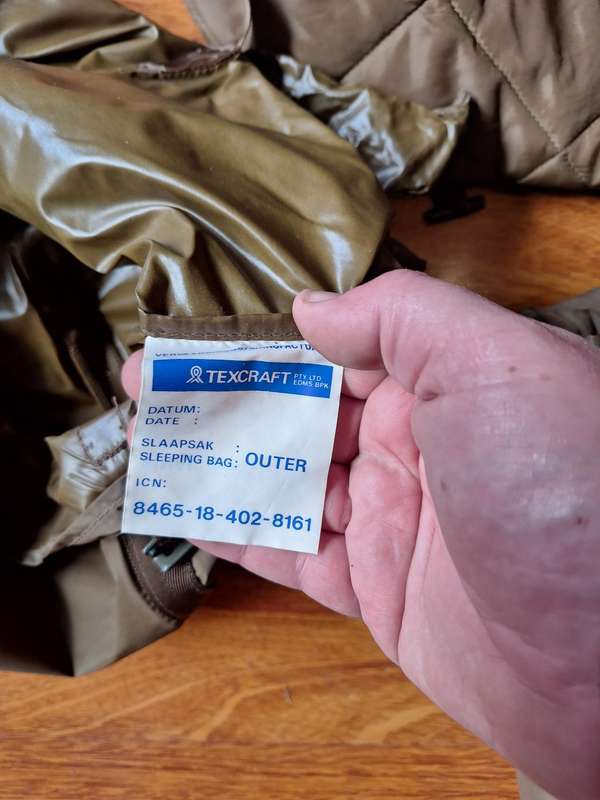 TEXCRAFT PTY LTD
EDMS BPK
DATUM:
DATE :
SLAAPSAK :
SLEEPING BAG: OUTER
ICN:
8465-18-402-8161